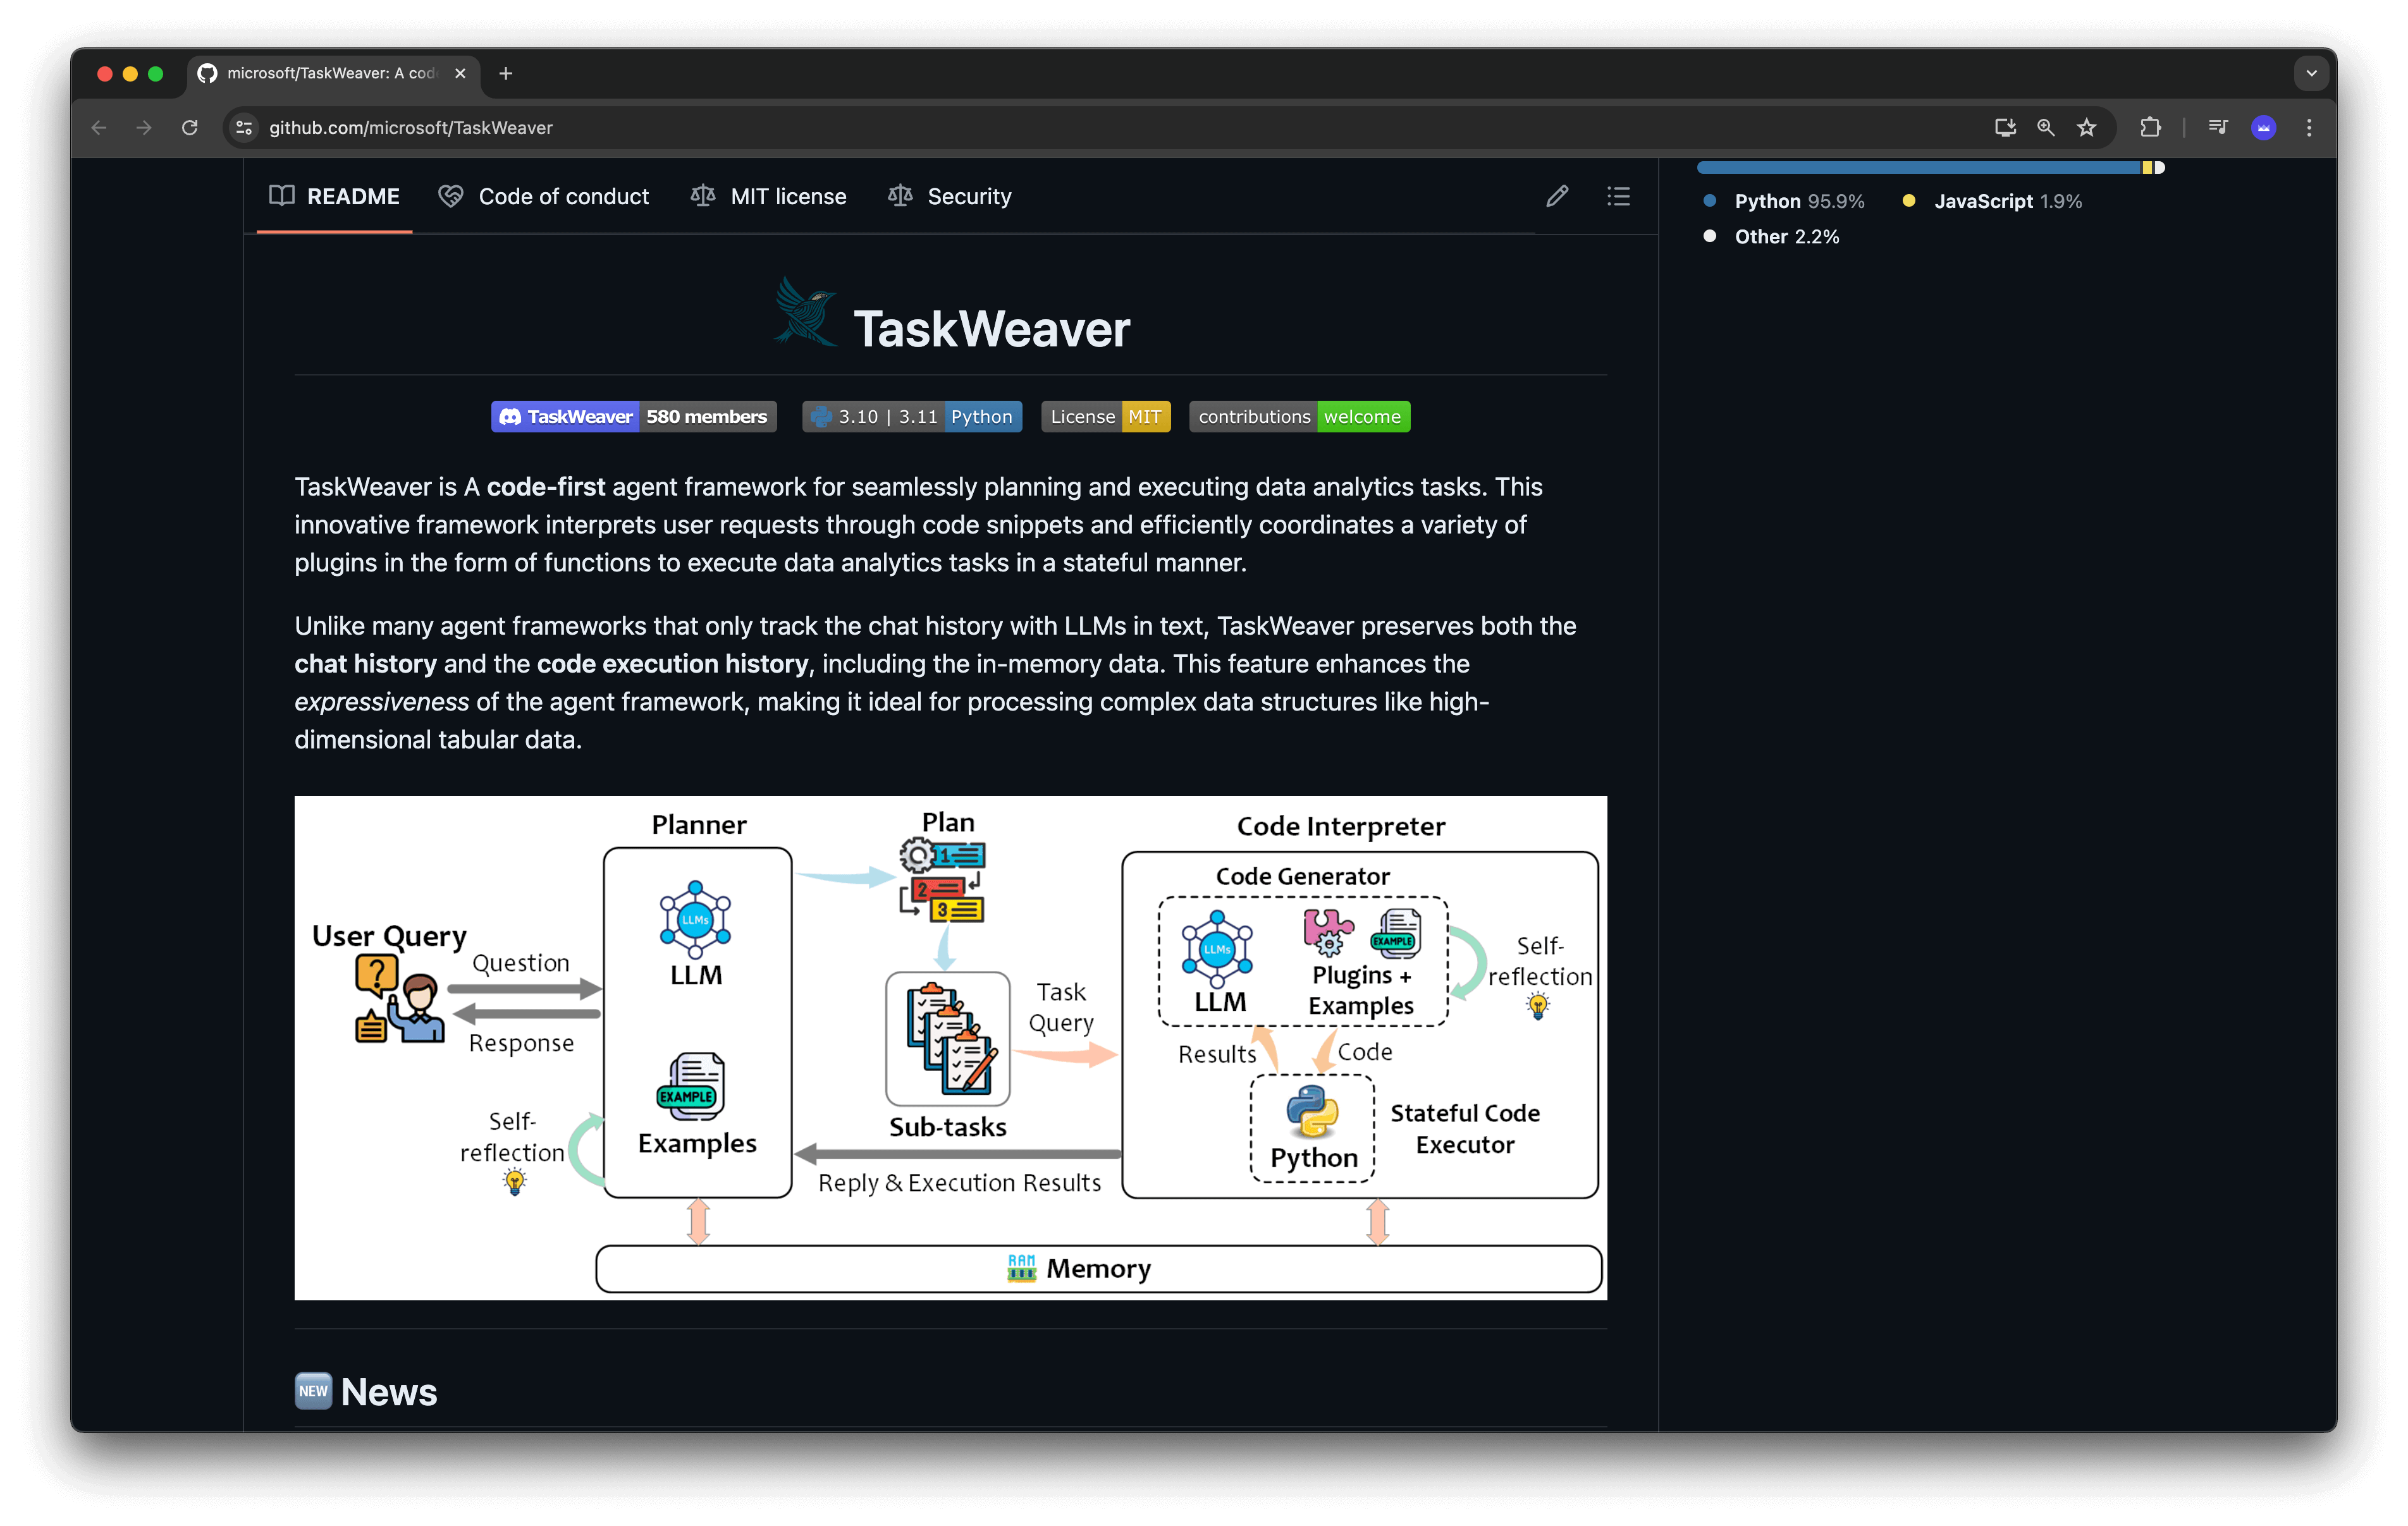 microsoft/TaskWeaver: A cod
github.com/microsoft/TaskWeaver
README
Code of conduct
MIT license
Security
Python 95.9%
JavaScript 1.9%
Other 2.2%
TaskWeaver
TaskWeaver 580 members
3.10 | 3.11 Python
License MIT
contributions welcome
TaskWeaver is A code-first agent framework for seamlessly planning and executing data analytics tasks. This
innovative framework interprets user requests through code snippets and efficiently coordinates a variety of
plugins in the form of functions to execute data analytics tasks in a stateful manner.
Unlike many agent frameworks that only track the chat history with LLMs in text, TaskWeaver preserves both the
chat history and the code execution history, including the in-memory data. This feature enhances the
expressiveness of the agent framework, making it ideal for processing complex data structures like high-
dimensional tabular data.
User Query
?
Question
Response
Planner
LLMs
LLM
EXAMPLE
Examples
Self-
reflection
Plan
1
2
3
Sub-tasks
Task
Query
Reply & Execution Results
Code Interpreter
Code Generator
LLMs
LLM
EXAMPLE
Plugins +
Examples
Self-
reflection
Results
Code
Python
Stateful Code
Executor
RAM
Memory
NEW
News